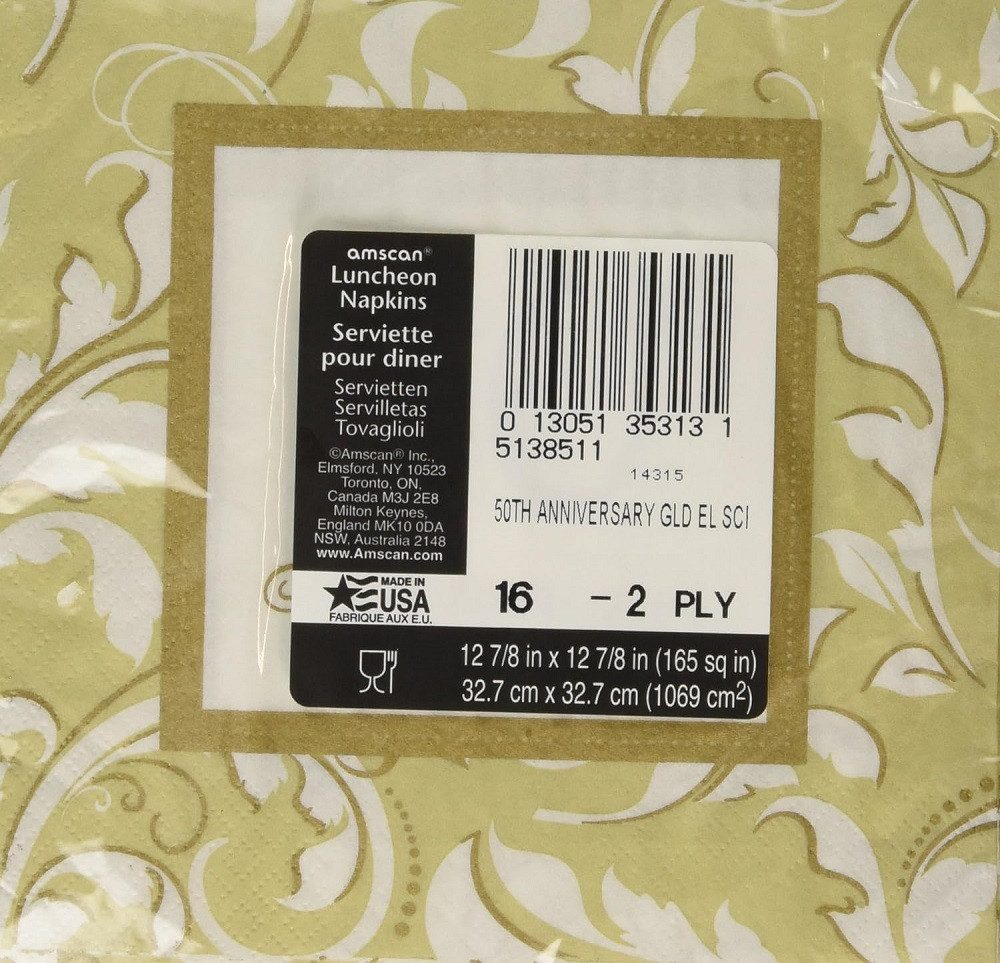 amscan®
Luncheon
Napkins
Serviette
pour diner
Servietten
Servilletas
Tovaglioli
©Amscan® Inc.,
Elmsford, NY 10523
Toronto, ON,
Canada M3J 2E8
Milton Keynes,
England MK10 0DA
NSW, Australia 2148
www.Amscan.com
MADE IN
USA
FABRIQUE AUX E.U.
0 13051 35313 1
5138511
14315
50TH ANNIVERSARY GLD EL SCI
16 - 2 PLY
12 7/8 in x 12 7/8 in (165 sq in)
32.7 cm x 32.7 cm (1069 cm²)